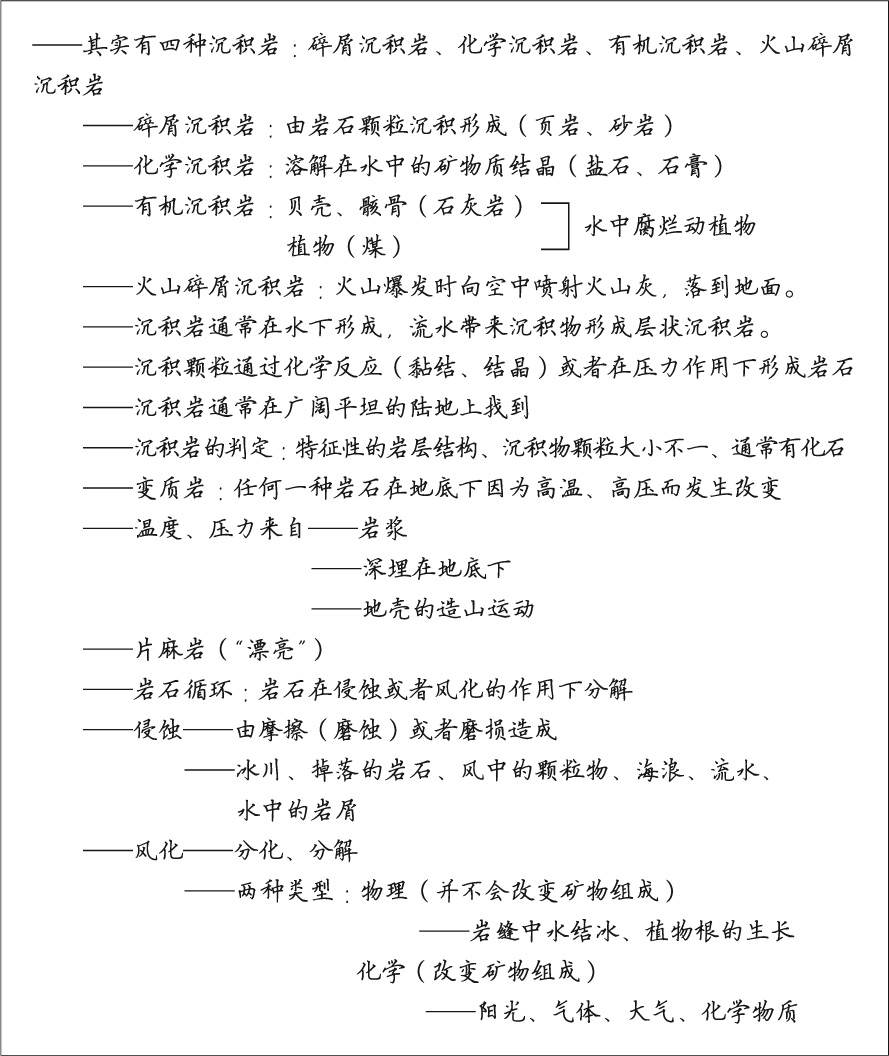 ——其实有四种沉积岩：碎屑沉积岩、化学沉积岩、有机沉积岩、火山碎屑
沉积岩
——碎屑沉积岩：由岩石颗粒沉积形成（页岩、砂岩）
——化学沉积岩：溶解在水中的矿物质结晶（盐石、石膏）
——有机沉积岩：贝壳、骸骨（石灰岩）
植物（煤）
水中腐烂动植物
——火山碎屑沉积岩：火山爆发时向空中喷射火山灰，落到地面。
——沉积岩通常在水下形成，流水带来沉积物形成层状沉积岩。
——沉积颗粒通过化学反应（黏结、结晶）或者在压力作用下形成岩石
——沉积岩通常在广阔平坦的陆地上找到
——沉积岩的判定：特征性的岩层结构、沉积物颗粒大小不一、通常有化石
——变质岩：任何一种岩石在地底下因为高温、高压而发生改变
——温度、压力来自——岩浆
——深埋在地底下
——地壳的造山运动
——片麻岩（“漂亮”）
——岩石循环：岩石在侵蚀或者风化的作用下分解
——侵蚀——由摩擦（磨蚀）或者磨损造成
——冰川、掉落的岩石、风中的颗粒物、海浪、流水、
水中的岩屑
——风化——分化、分解
——两种类型：物理（并不会改变矿物组成）
——岩缝中水结冰、植物根的生长
化学（改变矿物组成）
——阳光、气体、大气、化学物质